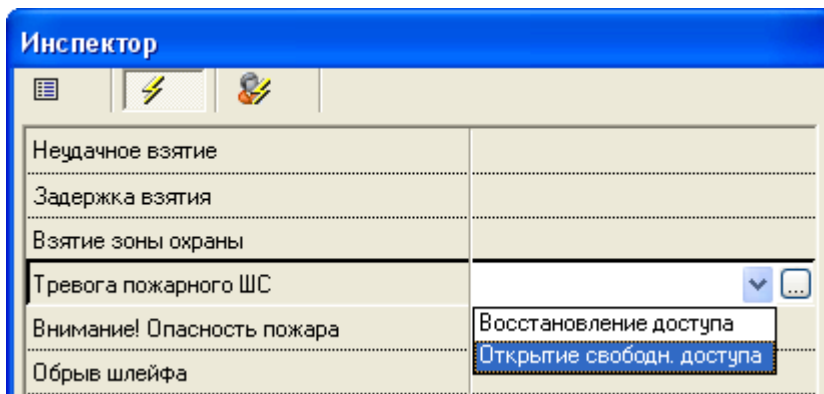 Инспектор
Неудачное взятие
Задержка взятия
Взятие зоны охраны
Тревога пожарного ШС
...
Внимание! Опасность пожара
Восстановление доступа
Открытие свободн. доступа
Обрыв шлейфа